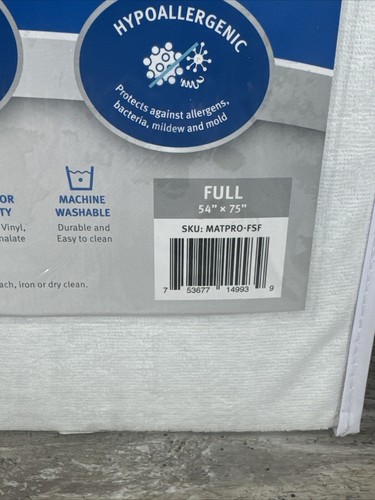 HYPOALLERGENIC
Protects against allergens,
bacteria, mildew and mold
OR
TY
Vinyl,
halate
MACHINE
WASHABLE
Durable and
Easy to clean
FULL
54" × 75"
SKU: MATPRO-FSF
7 53677 14993 9
ach, iron or dry clean.